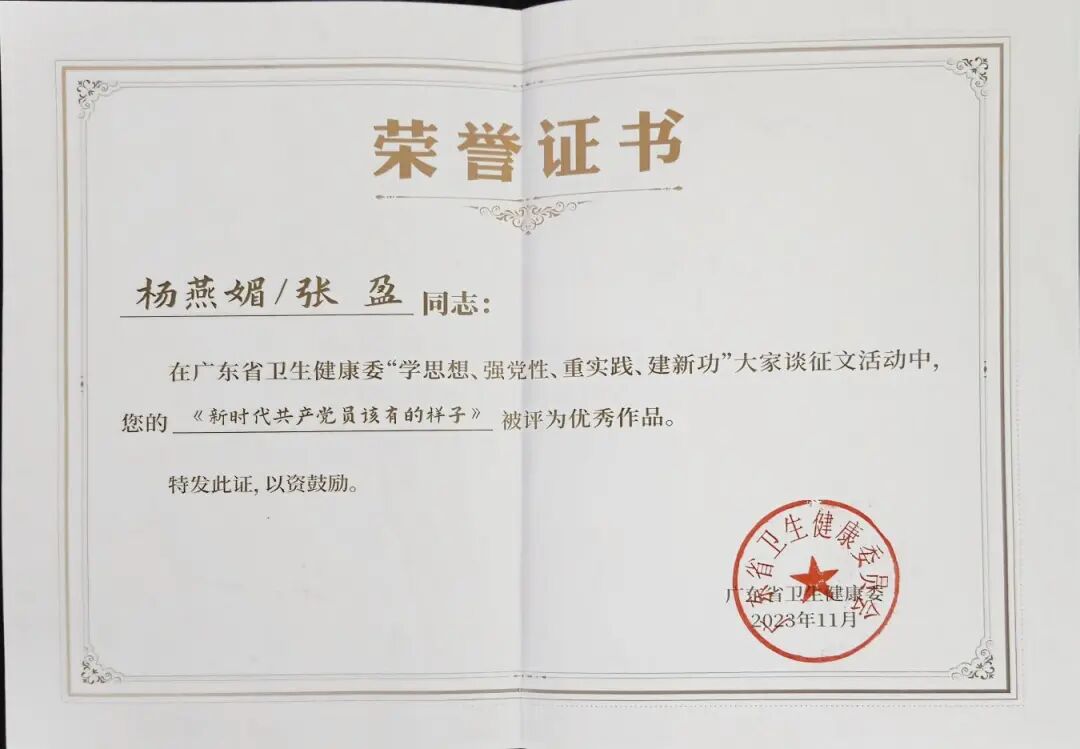 荣誉证书
杨燕媚/张 盈 同志：
在广东省卫生健康委“学思想、强党性、重实践、建新功”大家谈征文活动中，
您的 《新时代共产党员该有的样子》 被评为优秀作品。
特发此证，以资鼓励。
广东省卫生健康委员会
广东省卫生健康委
2023年11月